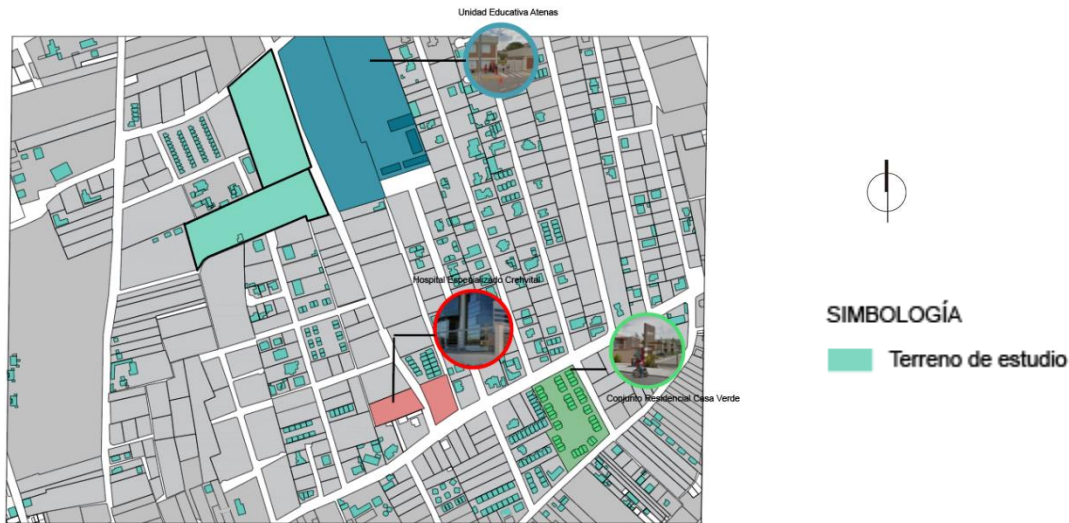 Unidad Educativa Atenas
Hospital Especializado Crehvital
Conjunto Residencial Casa Verde
SIMBOLOGÍA
Terreno de estudio